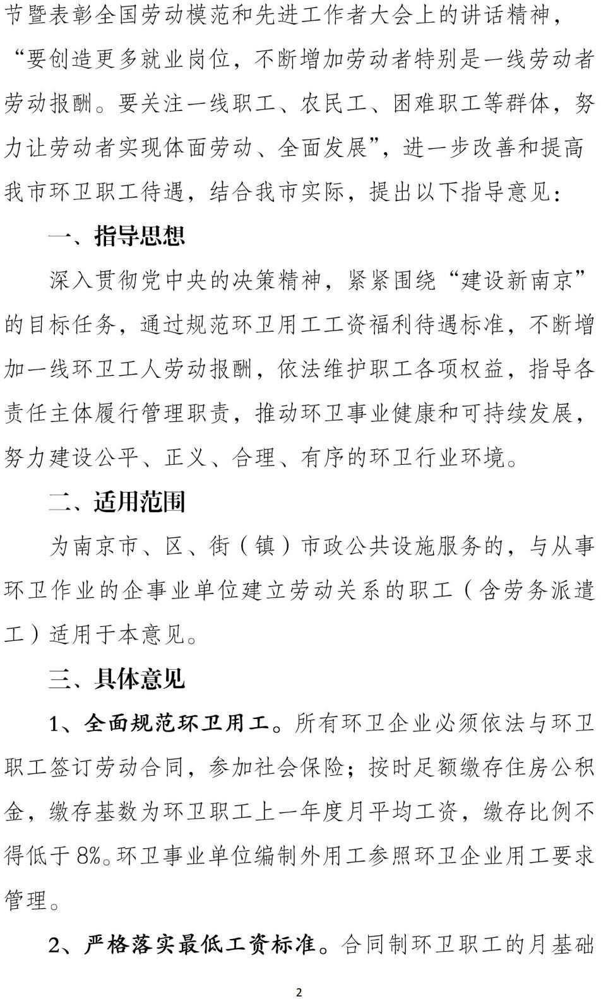 节暨表彰全国劳动模范和先进工作者大会上的讲话精神，
“要创造更多就业岗位，不断增加劳动者特别是一线劳动者
劳动报酬。要关注一线职工、农民工、困难职工等群体，努
力让劳动者实现体面劳动、全面发展”，进一步改善和提高
我市环卫职工待遇，结合我市实际，提出以下指导意见：
一、指导思想
深入贯彻党中央的决策精神，紧紧围绕“建设新南京”
的目标任务，通过规范环卫用工工资福利待遇标准，不断增
加一线环卫工人劳动报酬，依法维护职工各项权益，指导各
责任主体履行管理职责，推动环卫事业健康和可持续发展，
努力建设公平、正义、合理、有序的环卫行业环境。
二、适用范围
为南京市、区、街（镇）市政公共设施服务的，与从事
环卫作业的企事业单位建立劳动关系的职工（含劳务派遣
工）适用于本意见。
三、具体意见
1、全面规范环卫用工。所有环卫企业必须依法与环卫
职工签订劳动合同，参加社会保险；按时足额缴存住房公积
金，缴存基数为环卫职工上一年度月平均工资，缴存比例不
得低于8%。环卫事业单位编制外用工参照环卫企业用工要求
管理。
2、严格落实最低工资标准。合同制环卫职工的月基础
2